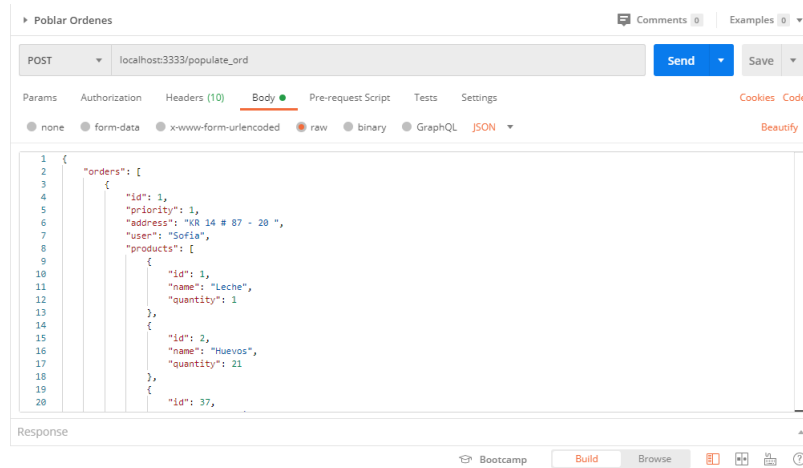 Poblar Ordenes Comments 0 Examples 0
POST localhost:3333/populate_ord Send Save
Params Authorization Headers (10) Body Pre-request Script Tests Settings Cookies Code
none form-data x-www-form-urlencoded raw binary GraphQL JSON Beautify
1 {
2 "orders": [
3 {
4 "id": 1,
5 "priority": 1,
6 "address": "KR 14 # 87 - 20 ",
7 "user": "Sofia",
8 "products": [
9 {
10 "id": 1,
11 "name": "Leche",
12 "quantity": 1
13 },
14 {
15 "id": 2,
16 "name": "Huevos",
17 "quantity": 21
18 },
19 {
20 "id": 37,
Response
Bootcamp Build Browse